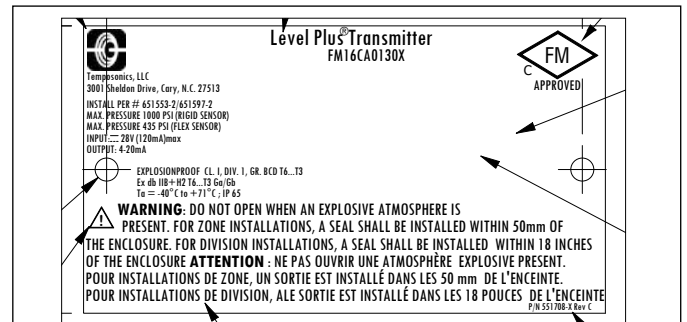 Level Plus® Transmitter
FM16CA0130X
FM
C
APPROVED
Temposonics, LLC
3001 Sheldon Drive, Cary, N.C. 27513
INSTALL PER # 651553-2/651597-2
MAX. PRESSURE 1000 PSI (RIGID SENSOR)
MAX. PRESSURE 435 PSI (FLEX SENSOR)
INPUT: ⎓ 28V (120mA)max
OUTPUT: 4-20mA
EXPLOSIONPROOF CL. I, DIV. 1, GR. BCD T6...T3
Ex db IIB+H2 T6...T3 Ga/Gb
Ta = -40°C to +71°C ; IP 65
WARNING: DO NOT OPEN WHEN AN EXPLOSIVE ATMOSPHERE IS
PRESENT. FOR ZONE INSTALLATIONS, A SEAL SHALL BE INSTALLED WITHIN 50mm OF
THE ENCLOSURE. FOR DIVISION INSTALLATIONS, A SEAL SHALL BE INSTALLED WITHIN 18 INCHES
OF THE ENCLOSURE ATTENTION : NE PAS OUVRIR UNE ATMOSPHÈRE EXPLOSIVE PRESENT.
POUR INSTALLATIONS DE ZONE, UN SORTIE EST INSTALLÉ DANS LES 50 mm DE L'ENCEINTE.
POUR INSTALLATIONS DE DIVISION, ALE SORTIE EST INSTALLÉ DANS LES 18 POUCES DE L'ENCEINTE
P/N 551708-X Rev C